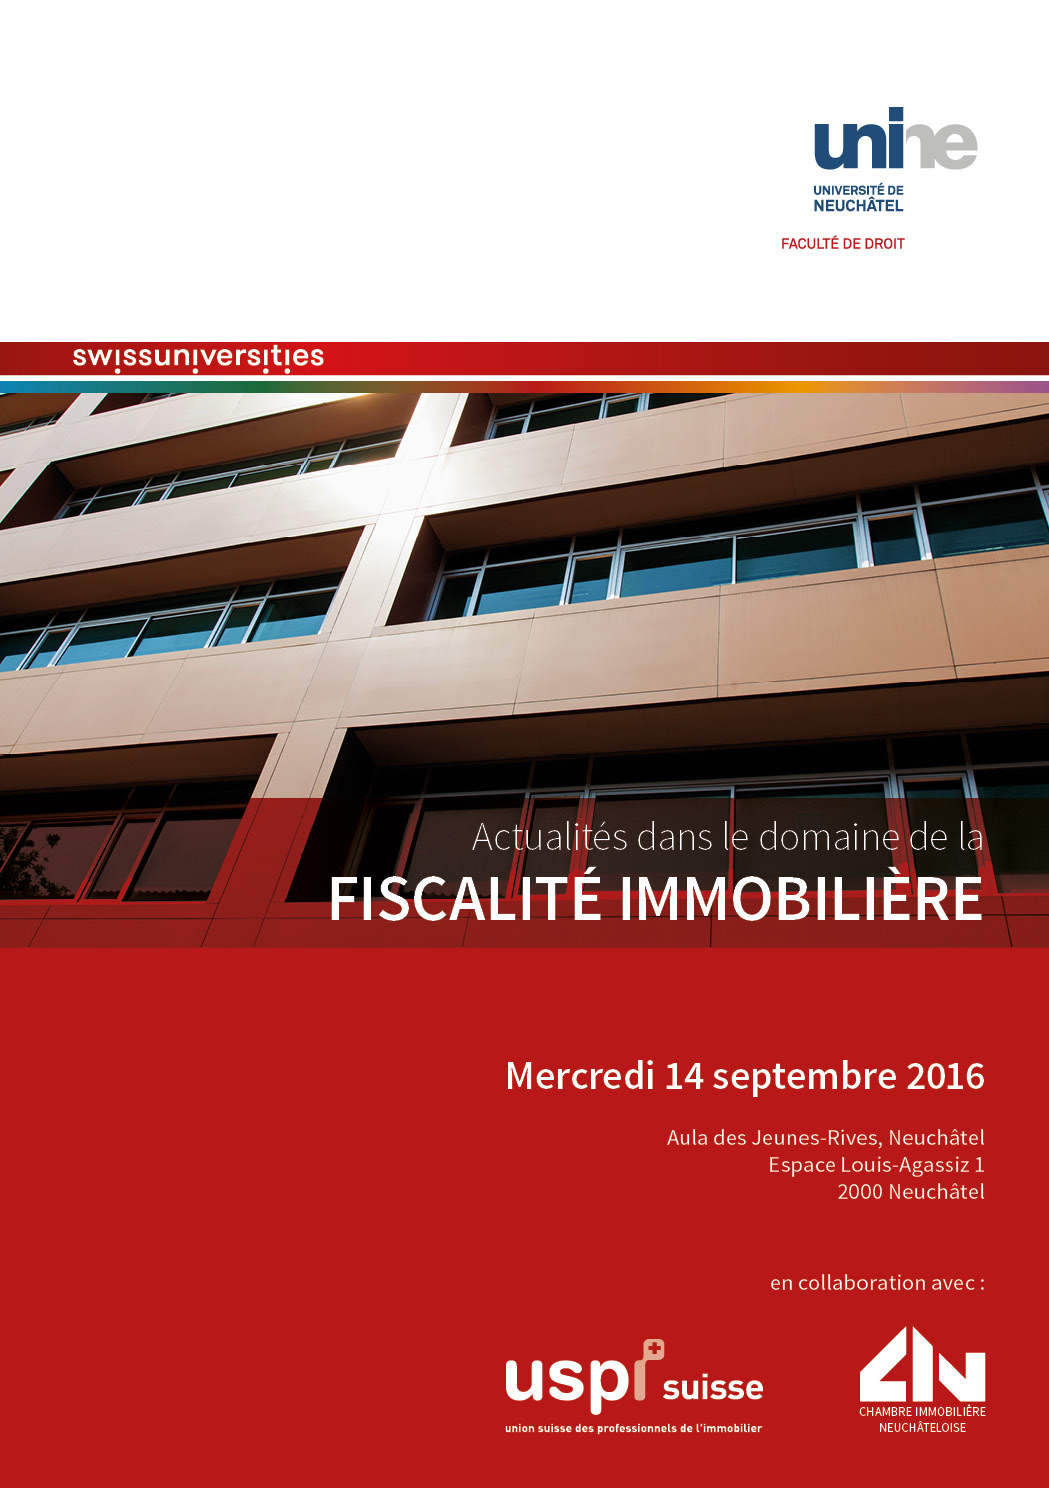 unine
UNIVERSITÉ DE
NEUCHÂTEL
FACULTÉ DE DROIT
swissuniversities
Actualités dans le domaine de la
FISCALITÉ IMMOBILIÈRE
Mercredi 14 septembre 2016
Aula des Jeunes-Rives, Neuchâtel
Espace Louis-Agassiz 1
2000 Neuchâtel
en collaboration avec :
uspi suisse
union suisse des professionnels de l'immobilier
CIN
CHAMBRE IMMOBILIÈRE
NEUCHÂTELOISE